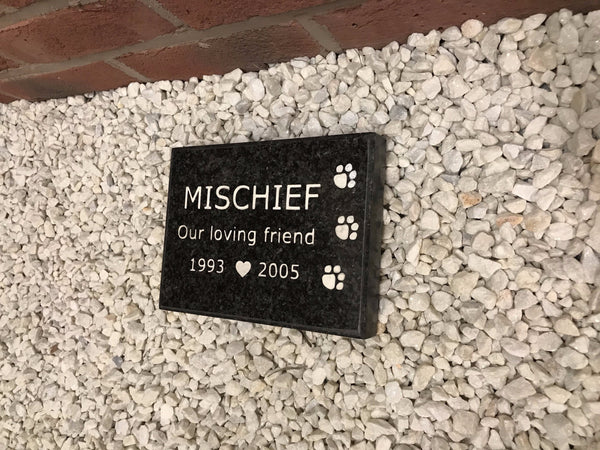 MISCHIEF
Our loving friend
1993 ♥ 2005